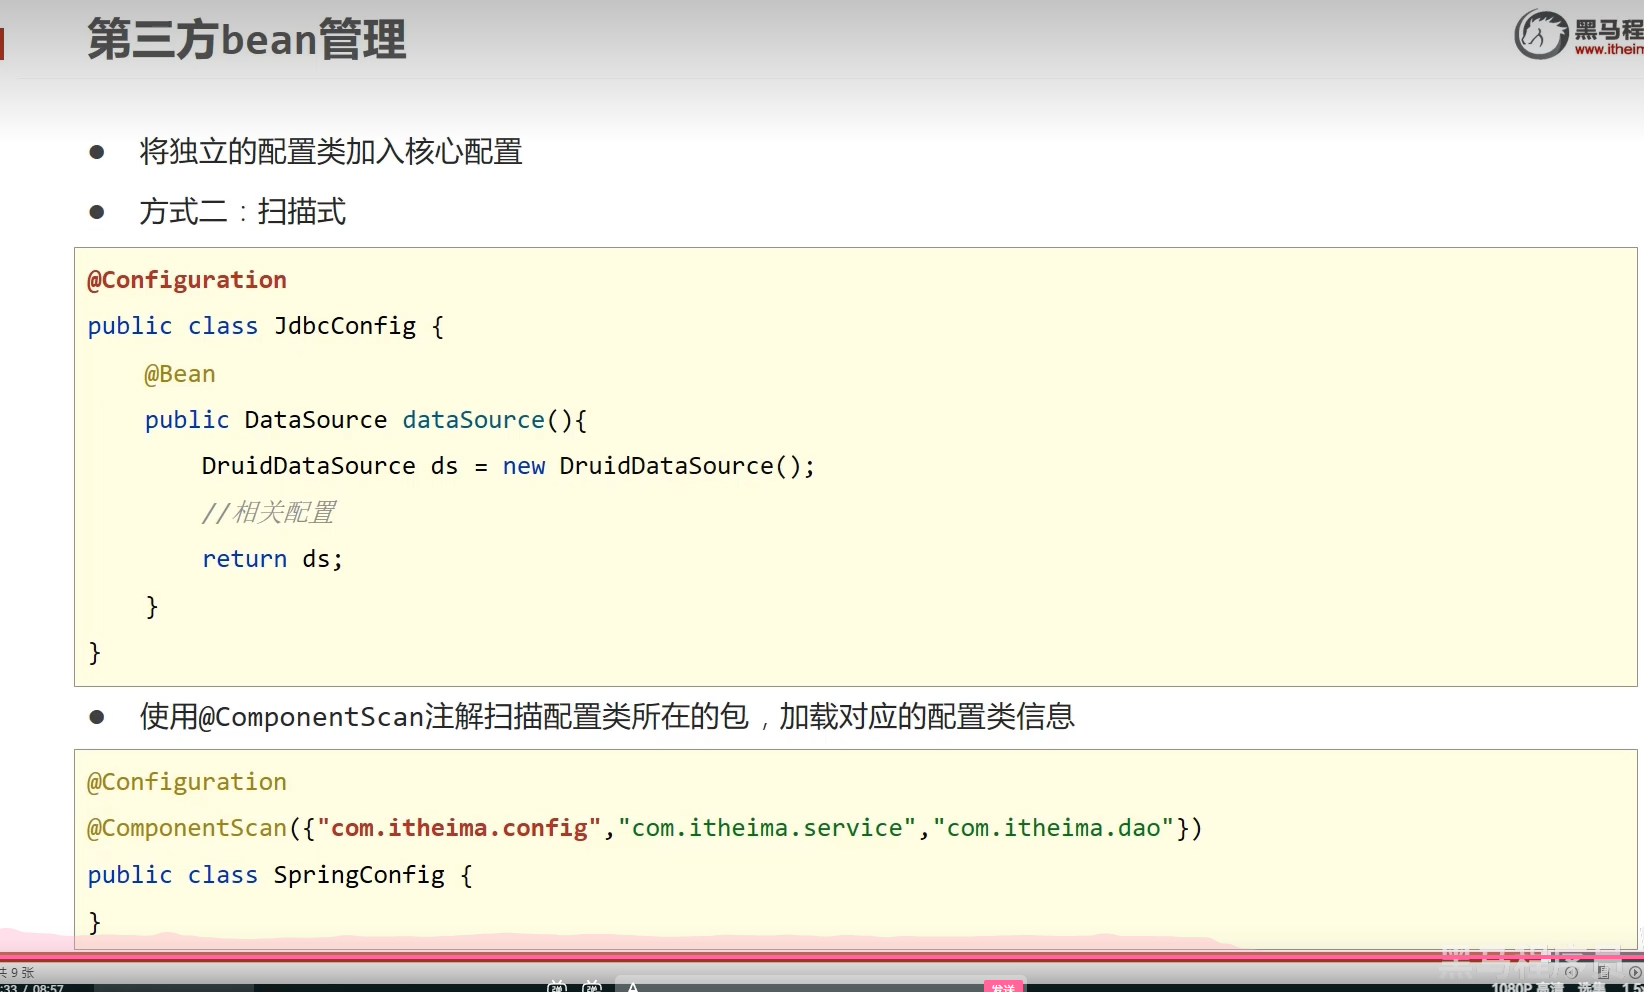 第三方bean管理
黑马程
www.itheim
● 将独立的配置类加入核心配置
● 方式二：扫描式
@Configuration
public class JdbcConfig {
@Bean
public DataSource dataSource(){
DruidDataSource ds = new DruidDataSource();
//相关配置
return ds;
}
}
● 使用@ComponentScan注解扫描配置类所在的包，加载对应的配置类信息
@Configuration
@ComponentScan({"com.itheima.config","com.itheima.service","com.itheima.dao"})
public class SpringConfig {
}
共 9 张
:33 / 08:57
发送
1080P 高清 选集 1.5